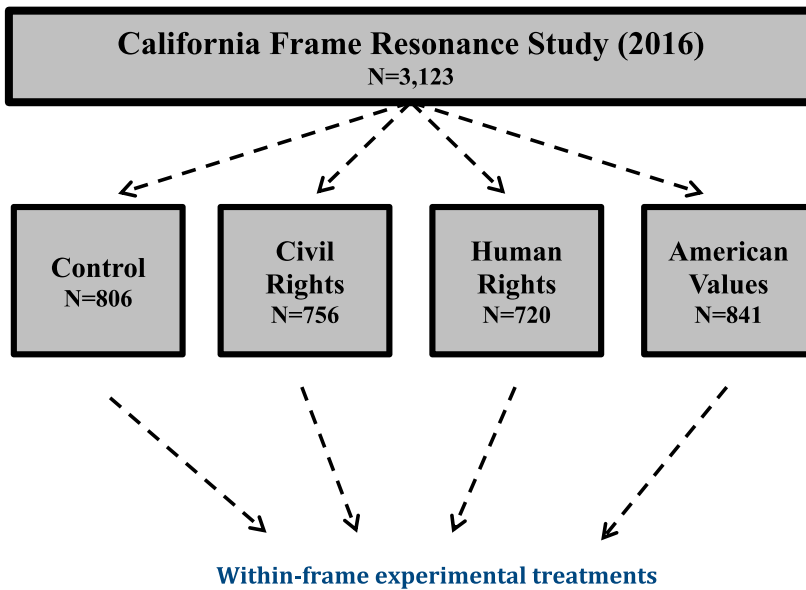 California Frame Resonance Study (2016)
N=3,123
Control
N=806
Civil
Rights
N=756
Human
Rights
N=720
American
Values
N=841
Within-frame experimental treatments